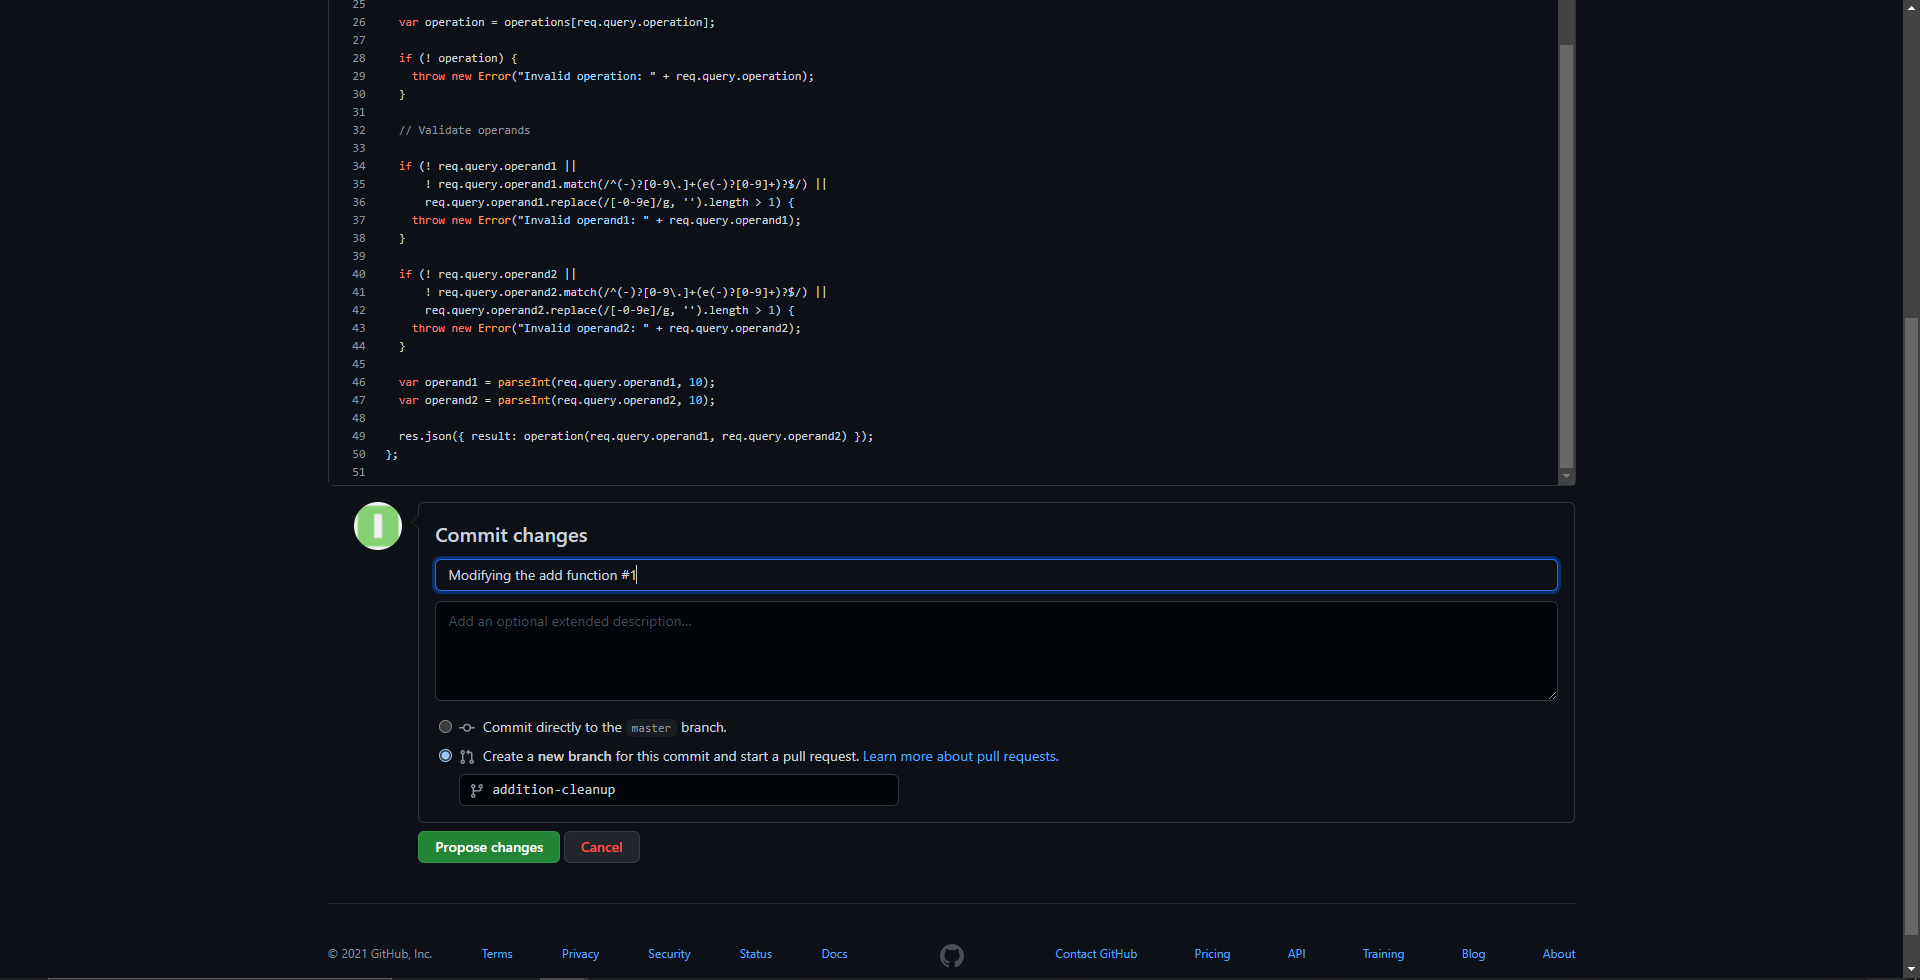 25
26 var operation = operations[req.query.operation];
27
28 if (! operation) {
29 throw new Error("Invalid operation: " + req.query.operation);
30 }
31
32 // Validate operands
33
34 if (! req.query.operand1 ||
35 ! req.query.operand1.match(/^(-)?[0-9\.]+(e(-)?[0-9]+)?$/) ||
36 req.query.operand1.replace(/[-0-9e]/g, '').length > 1) {
37 throw new Error("Invalid operand1: " + req.query.operand1);
38 }
39
40 if (! req.query.operand2 ||
41 ! req.query.operand2.match(/^(-)?[0-9\.]+(e(-)?[0-9]+)?$/) ||
42 req.query.operand2.replace(/[-0-9e]/g, '').length > 1) {
43 throw new Error("Invalid operand2: " + req.query.operand2);
44 }
45
46 var operand1 = parseInt(req.query.operand1, 10);
47 var operand2 = parseInt(req.query.operand2, 10);
48
49 res.json({ result: operation(req.query.operand1, req.query.operand2) });
50 };
51
Commit changes
Modifying the add function #1
Add an optional extended description...
Commit directly to the master branch.
Create a new branch for this commit and start a pull request. Learn more about pull requests.
addition-cleanup
Propose changes Cancel
© 2021 GitHub, Inc. Terms Privacy Security Status Docs Contact GitHub Pricing API Training Blog About